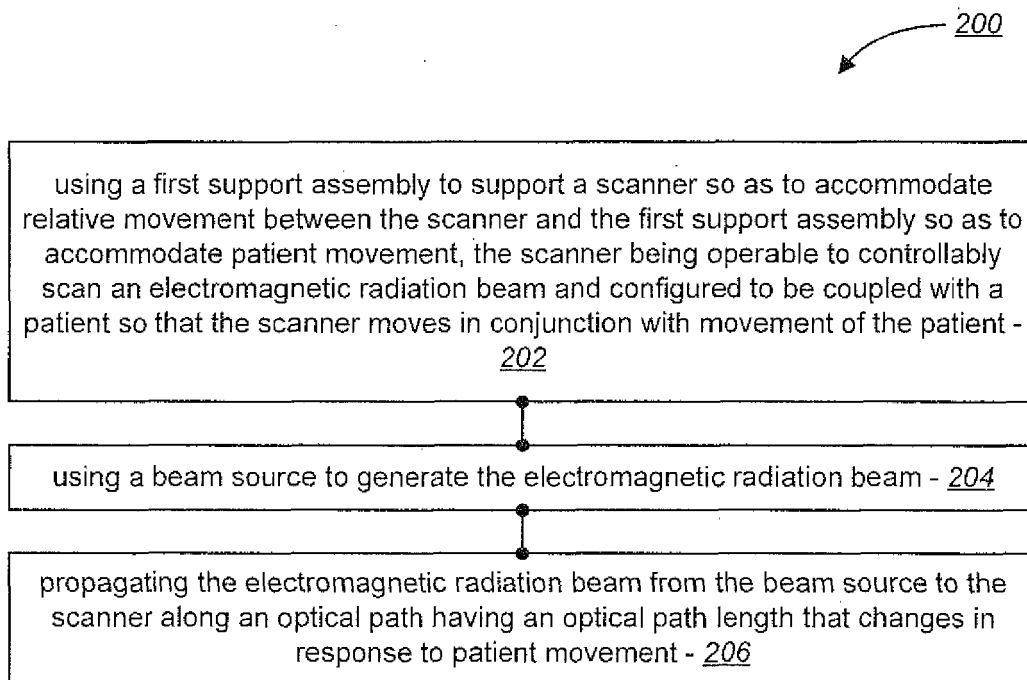 200
using a first support assembly to support a scanner so as to accommodate
relative movement between the scanner and the first support assembly so as to
accommodate patient movement, the scanner being operable to controllably
scan an electromagnetic radiation beam and configured to be coupled with a
patient so that the scanner moves in conjunction with movement of the patient -
202
using a beam source to generate the electromagnetic radiation beam - 204
propagating the electromagnetic radiation beam from the beam source to the
scanner along an optical path having an optical path length that changes in
response to patient movement - 206